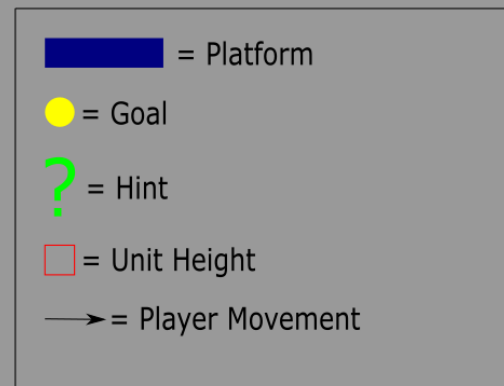 = Platform
= Goal
? = Hint
= Unit Height
= Player Movement